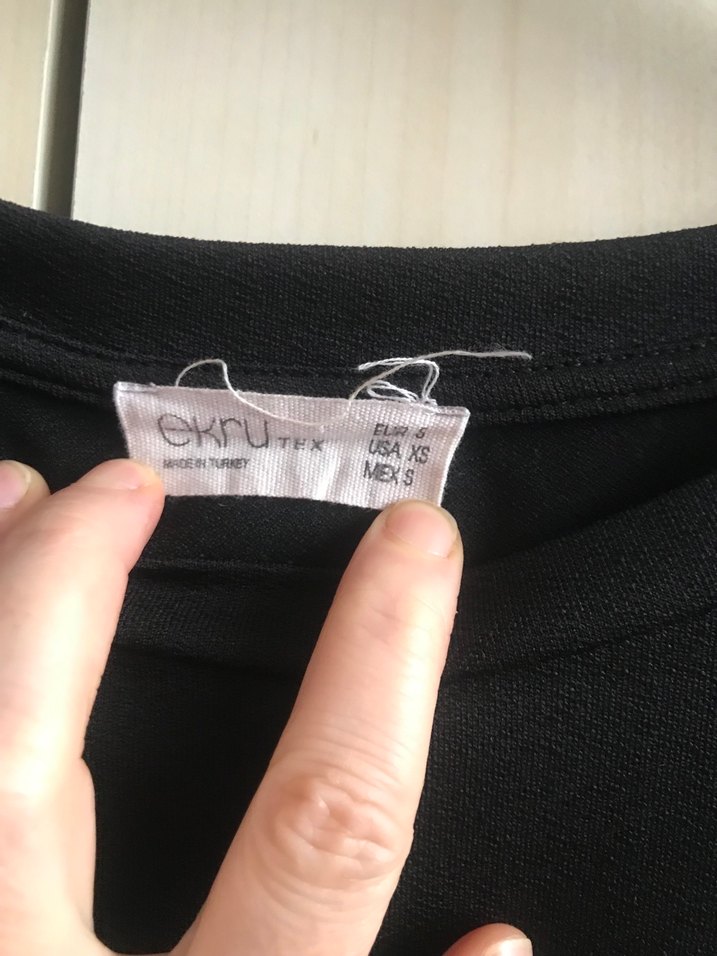 ekru TEX
MADE IN TURKEY
EUR S
USA XS
MEX S